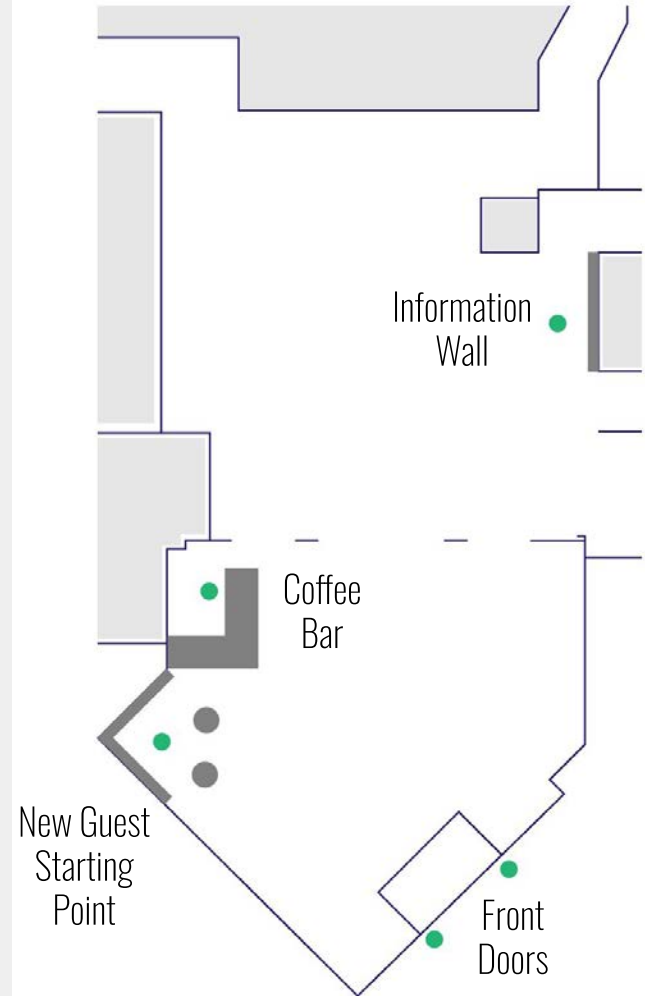 Information
Wall
Coffee
Bar
New Guest
Starting
Point
Front
Doors